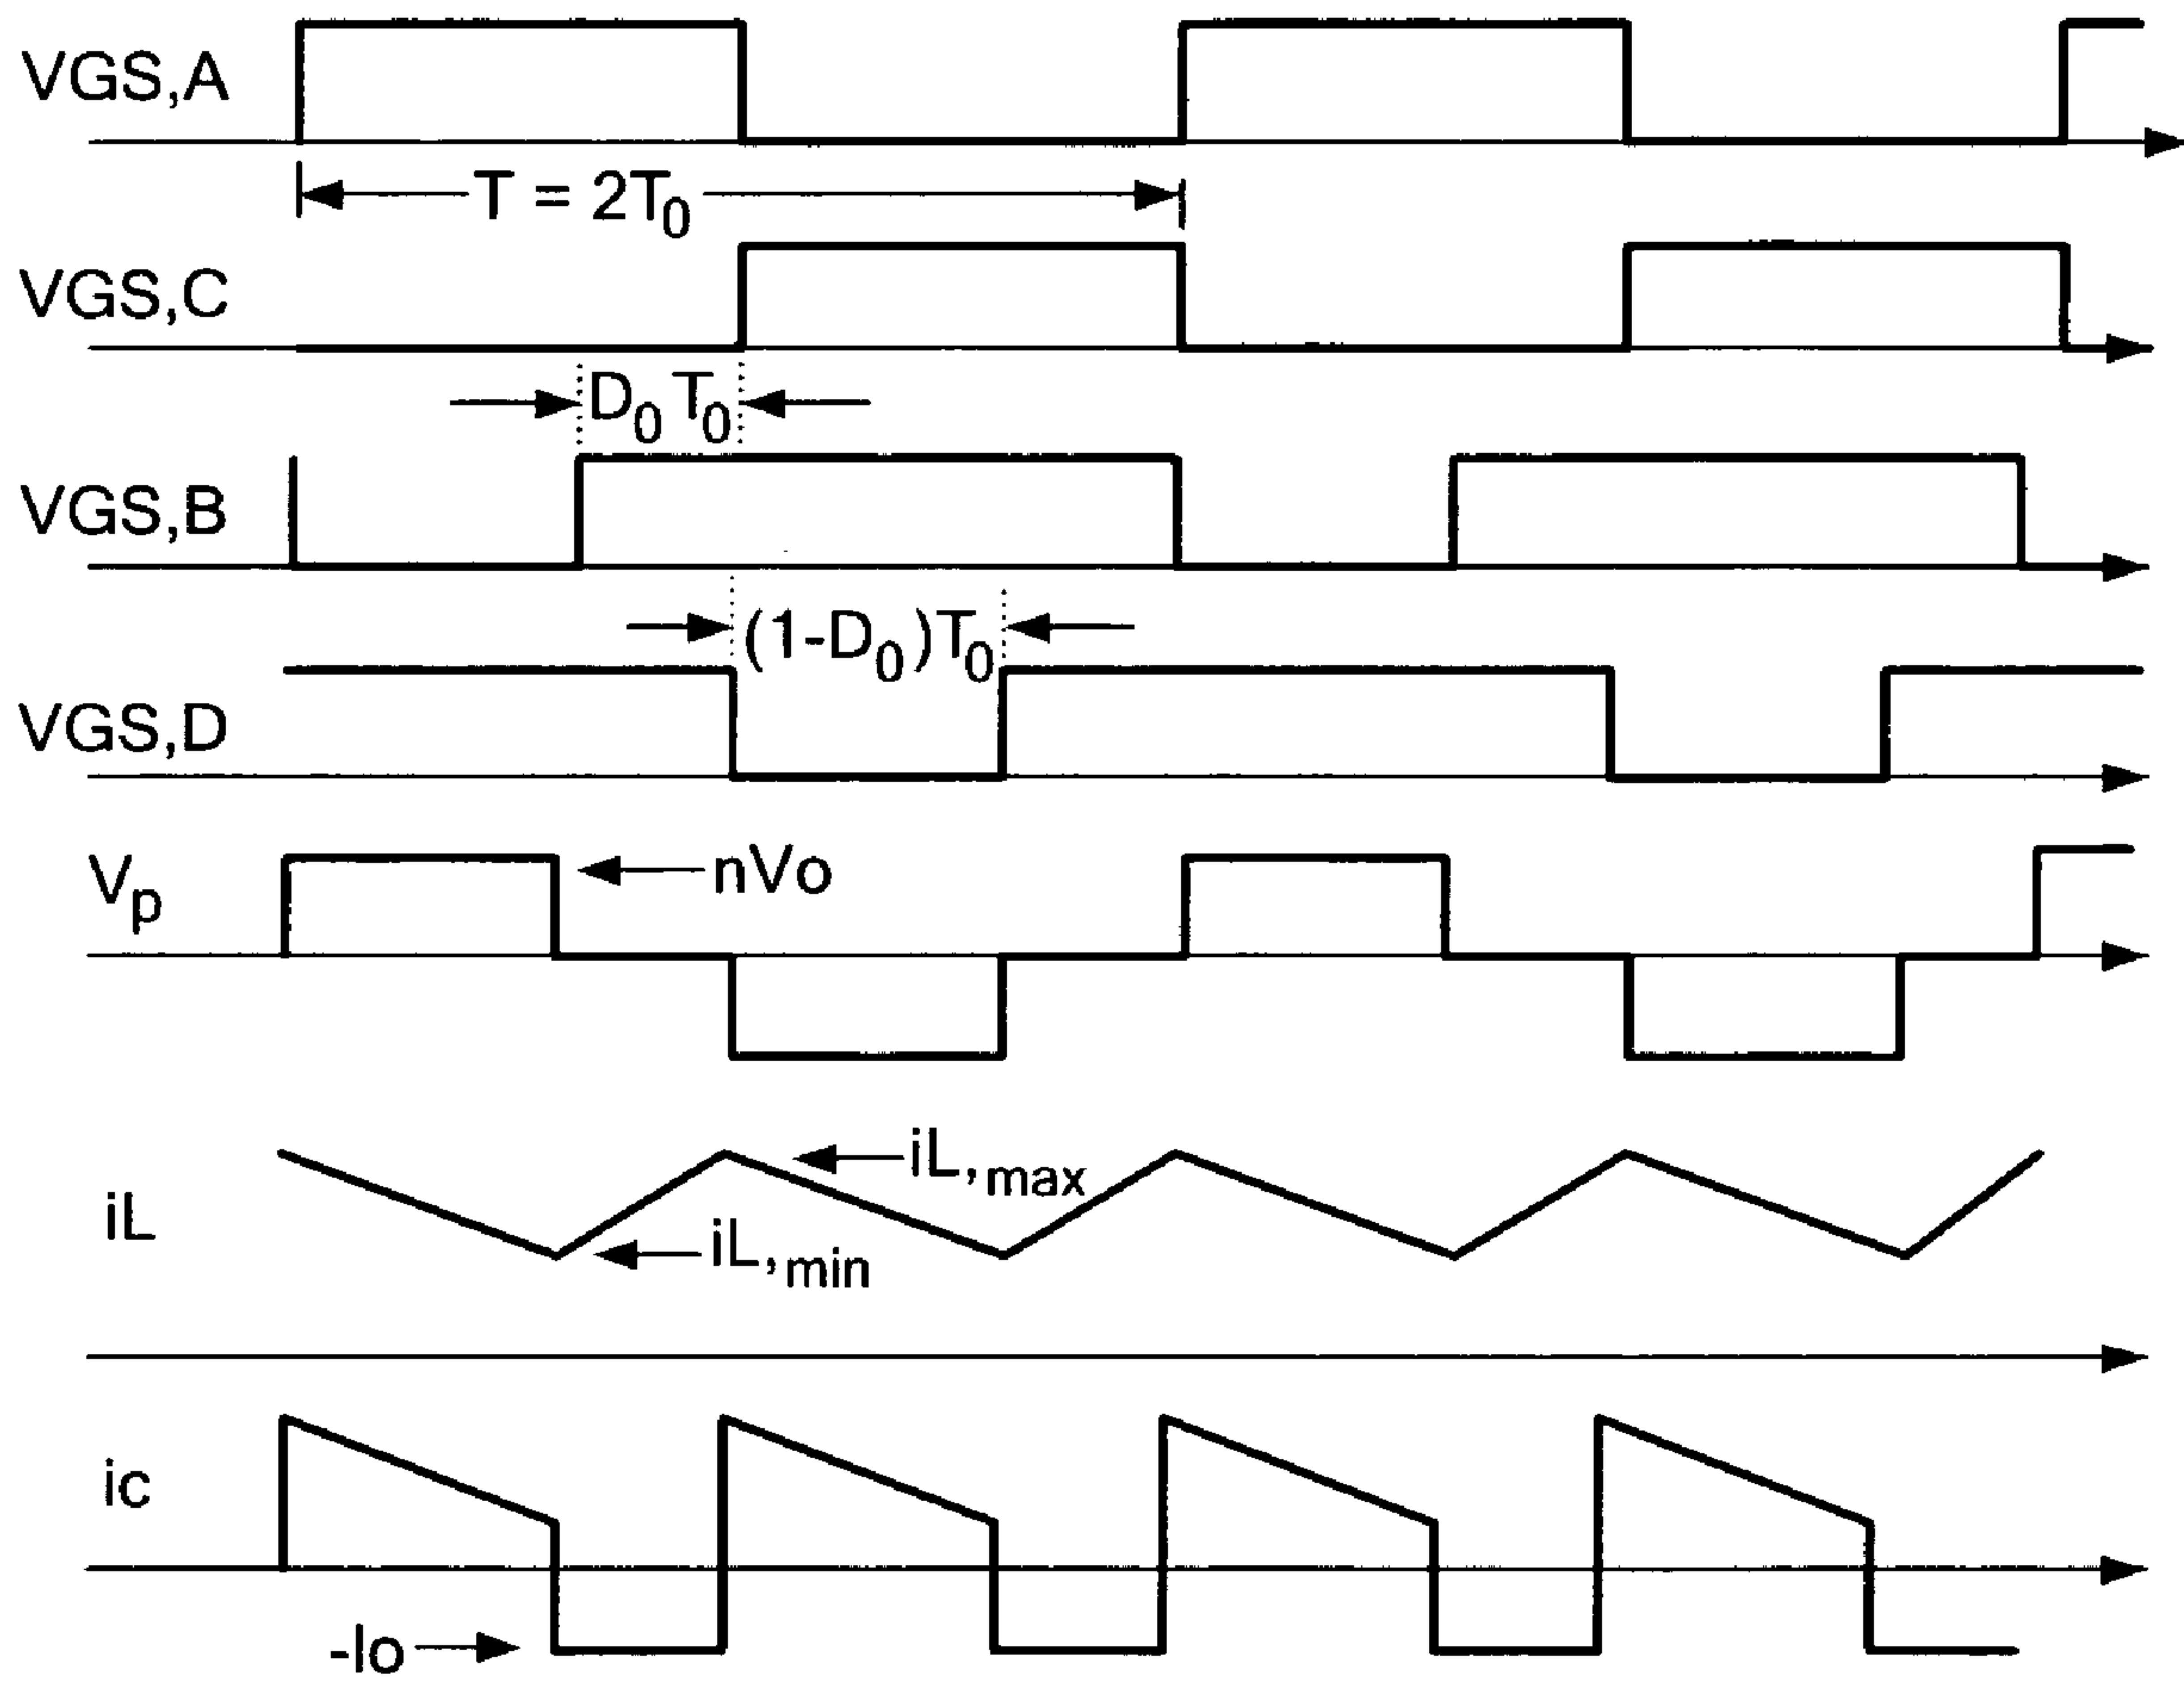 VGS,A
T = 2T0
VGS,C
D0 T0
VGS,B
(1-D0)T0
VGS,D
Vp
nVo
iL,max
iL
iL,min
ic
-Io